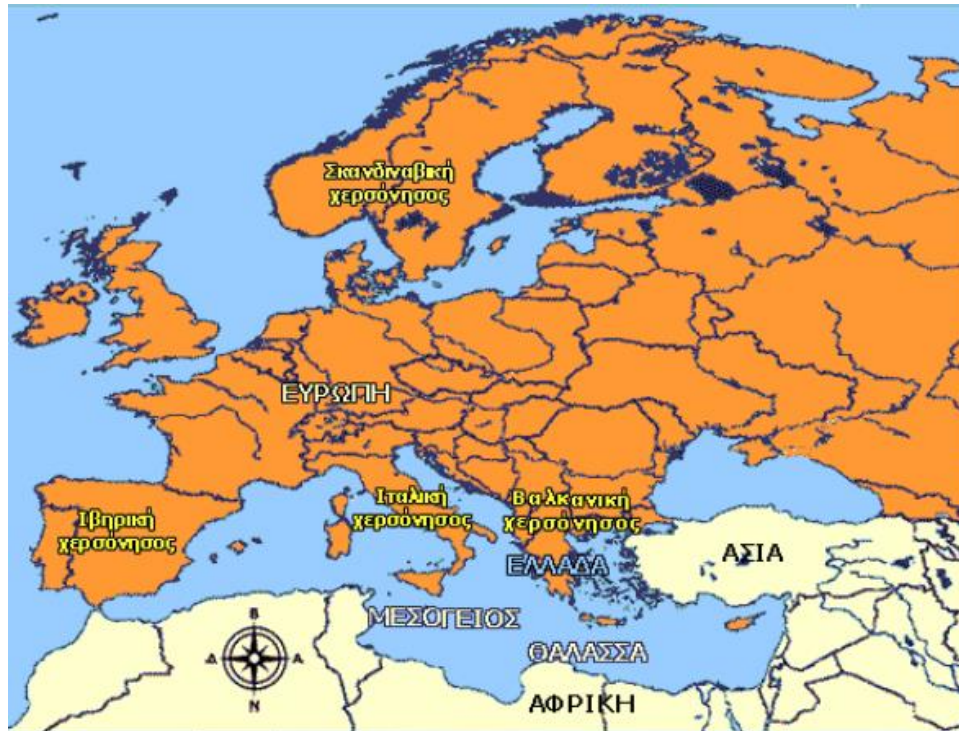 Σκανδιναβική
χερσόνησος
ΕΥΡΩΠΗ
Ιβηρική
χερσόνησος
Ιταλική
χερσόνησος
Βαλκανική
χερσόνησος
ΕΛΛΑΔΑ
ΑΣΙΑ
ΜΕΣΟΓΕΙΟΣ
ΘΑΛΑΣΣΑ
ΑΦΡΙΚΗ
Β
Δ
Α
Ν